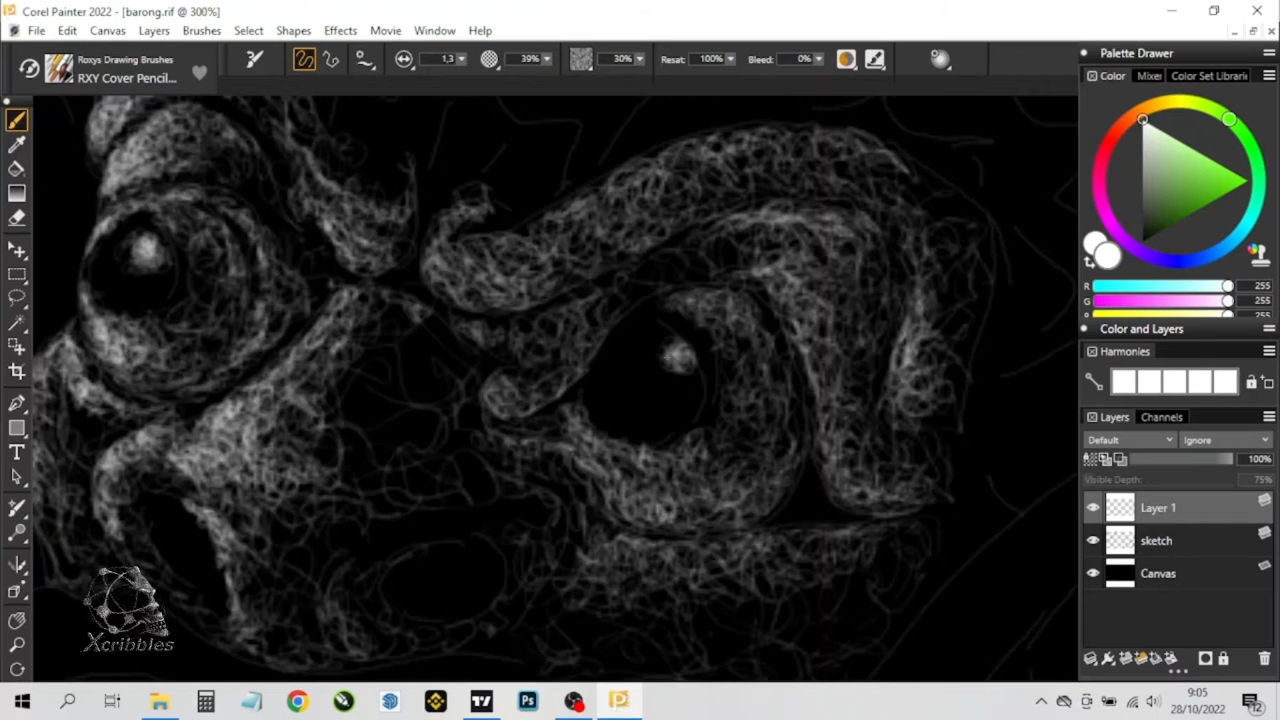 Corel Painter 2022 - [barong.rif @ 300%]
File Edit Canvas Layers Brushes Select Shapes Effects Movie Window Help
Roxys Drawing Brushes
RXY Cover Pencil...
1,3
39%
30%
Resat: 100%
Bleed: 0%
Palette Drawer
Color Mixer Color Set Librarie
R 255
G 255
255
Color and Layers
Harmonies
Layers Channels
Default Ignore
100%
Visible Depth: 75%
Layer 1
sketch
Canvas
Xcribbles
T
Ps
9:05
28/10/2022
12